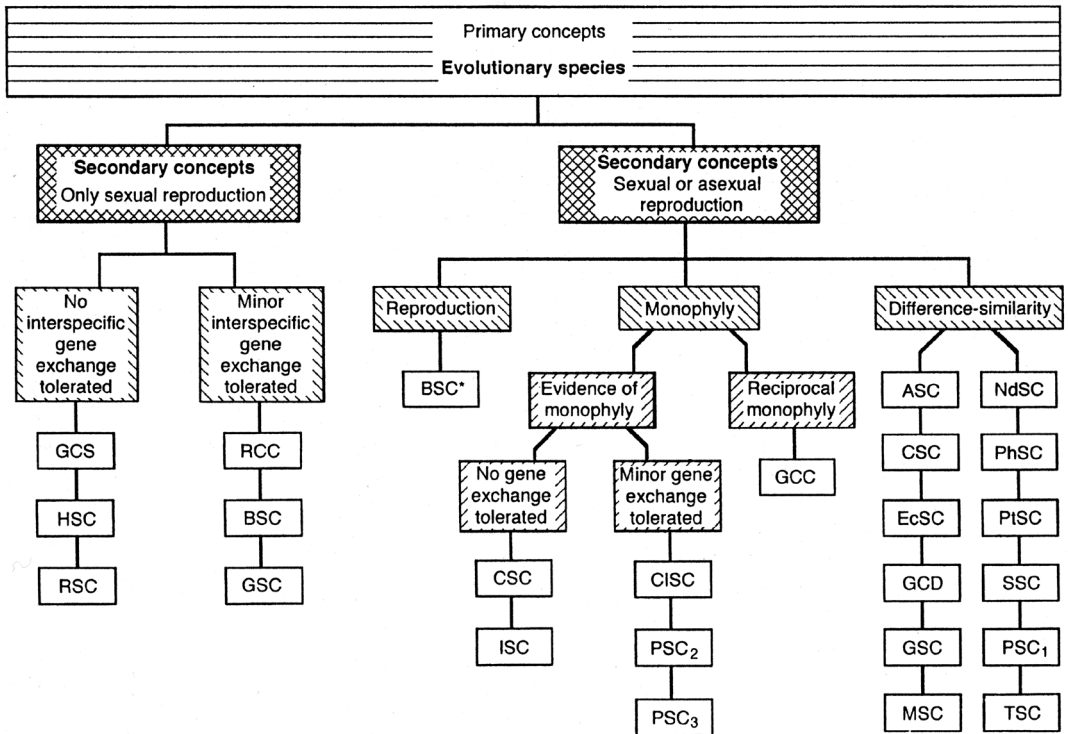 Primary concepts
Evolutionary species
Secondary concepts
Only sexual reproduction
Secondary concepts
Sexual or asexual
reproduction
No
interspecific
gene
exchange
tolerated
Minor
interspecific
gene
exchange
tolerated
Reproduction
Monophyly
Difference-similarity
BSC*
Evidence of
monophyly
Reciprocal
monophyly
ASC
NdSC
GCS
RCC
No gene
exchange
tolerated
Minor gene
exchange
tolerated
GCC
CSC
PhSC
HSC
BSC
EcSC
PtSC
RSC
GSC
CSC
CISC
GCD
SSC
ISC
PSC2
GSC
PSC1
PSC3
MSC
TSC